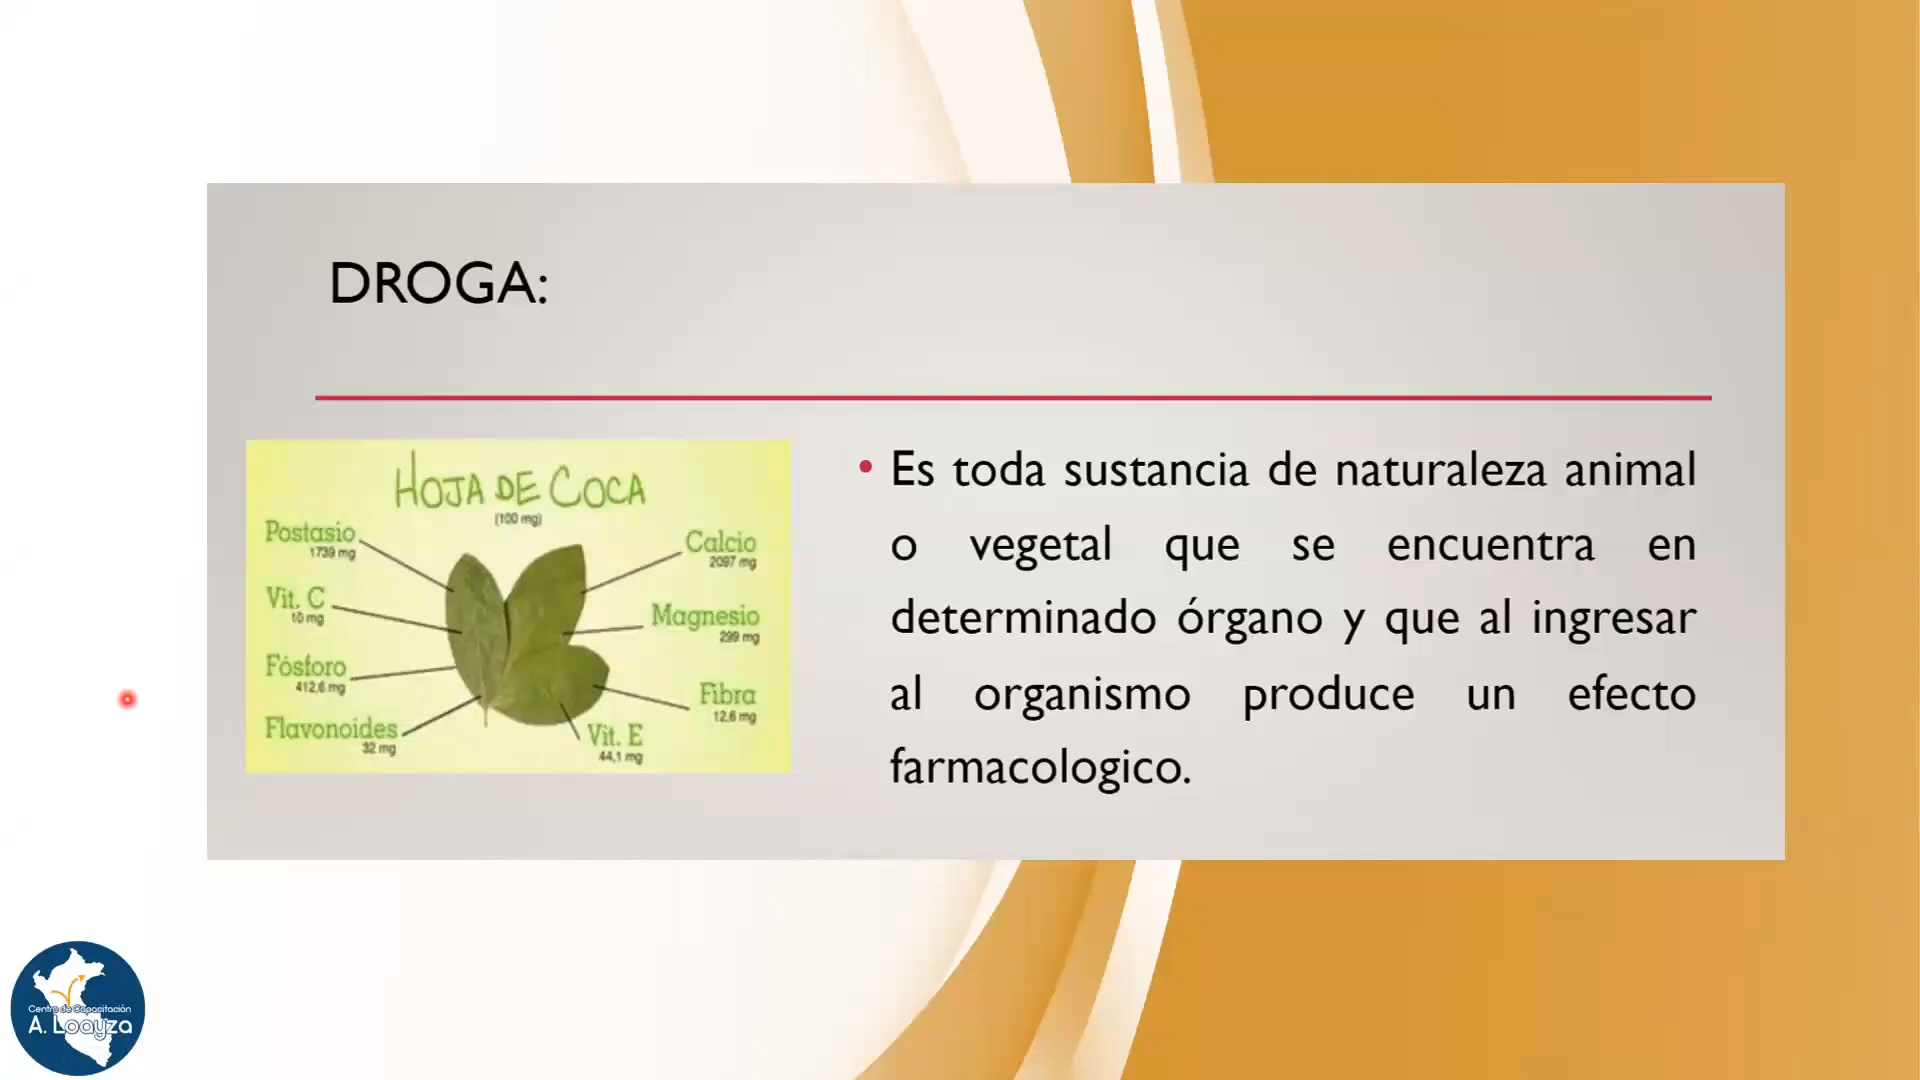 DROGA:
HOJA DE COCA
(100 mg)
Postasio
1739 mg
Vit. C
10 mg
Fósforo
412,6 mg
Flavonoides
32 mg
Calcio
2097 mg
Magnesio
299 mg
Fibra
12,6 mg
Vit. E
44,1 mg
• Es toda sustancia de naturaleza animal
o vegetal que se encuentra en
determinado órgano y que al ingresar
al organismo produce un efecto
farmacologico.
Centro de Capacitación
A. Loayza